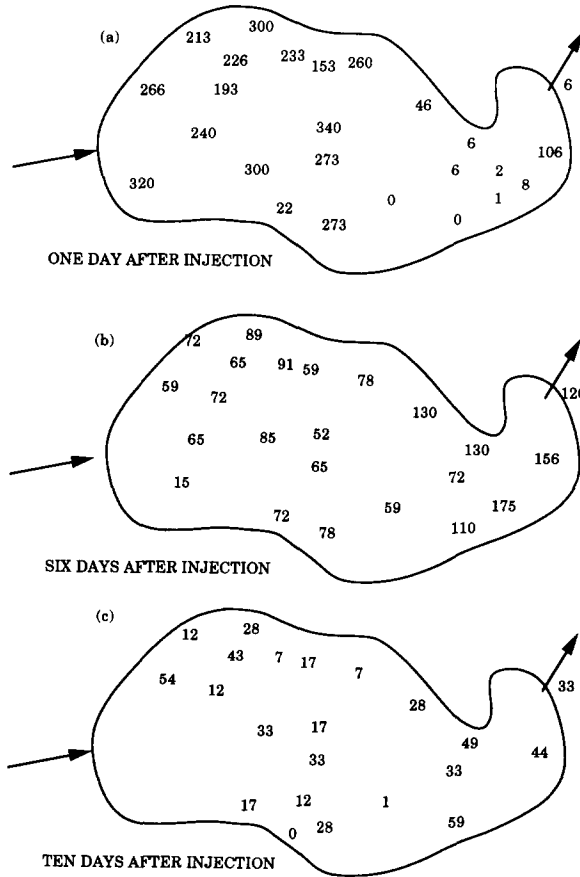 (a)
213 300
226 233 153 260
266 193 46 6
240 340 6 106
320 300 273 6 2 8
22 273 0 0 1
ONE DAY AFTER INJECTION
(b)
72 89
65 91 59 78
59 72 130 120
65 85 52 130 156
15 65 72 175
72 78 59 110
SIX DAYS AFTER INJECTION
(c)
12 28
43 7 17 7 33
54 12 28
33 17 49 44
33 33
17 12 1
0 28 59
TEN DAYS AFTER INJECTION